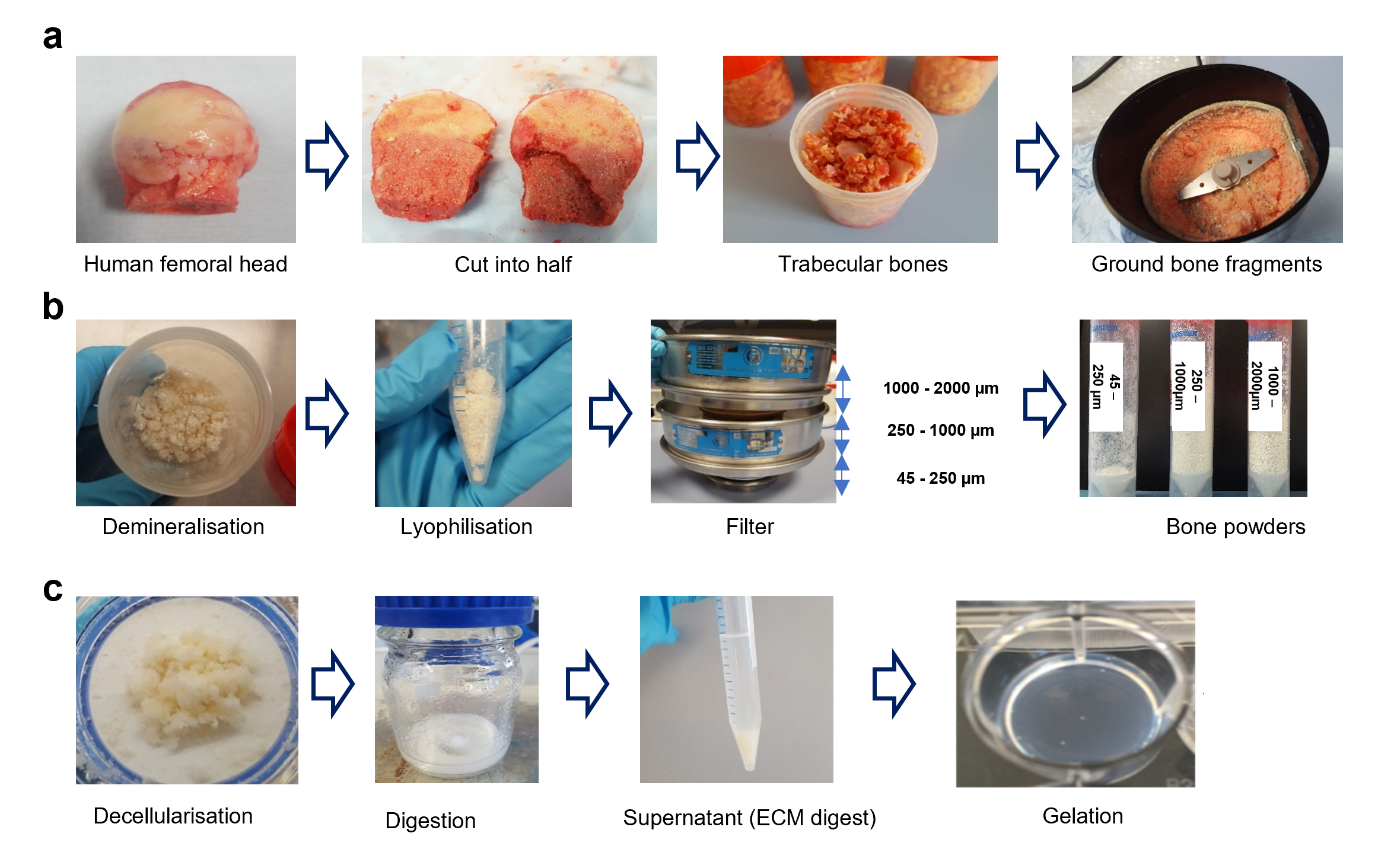 a
Human femoral head
Cut into half
Trabecular bones
Ground bone fragments
b
1000 - 2000 µm
250 - 1000 µm
45 - 250 µm
45 –
250 µm
250 –
1000µm
1000 –
2000µm
Demineralisation
Lyophilisation
Filter
Bone powders
c
Decellularisation
Digestion
Supernatant (ECM digest)
Gelation